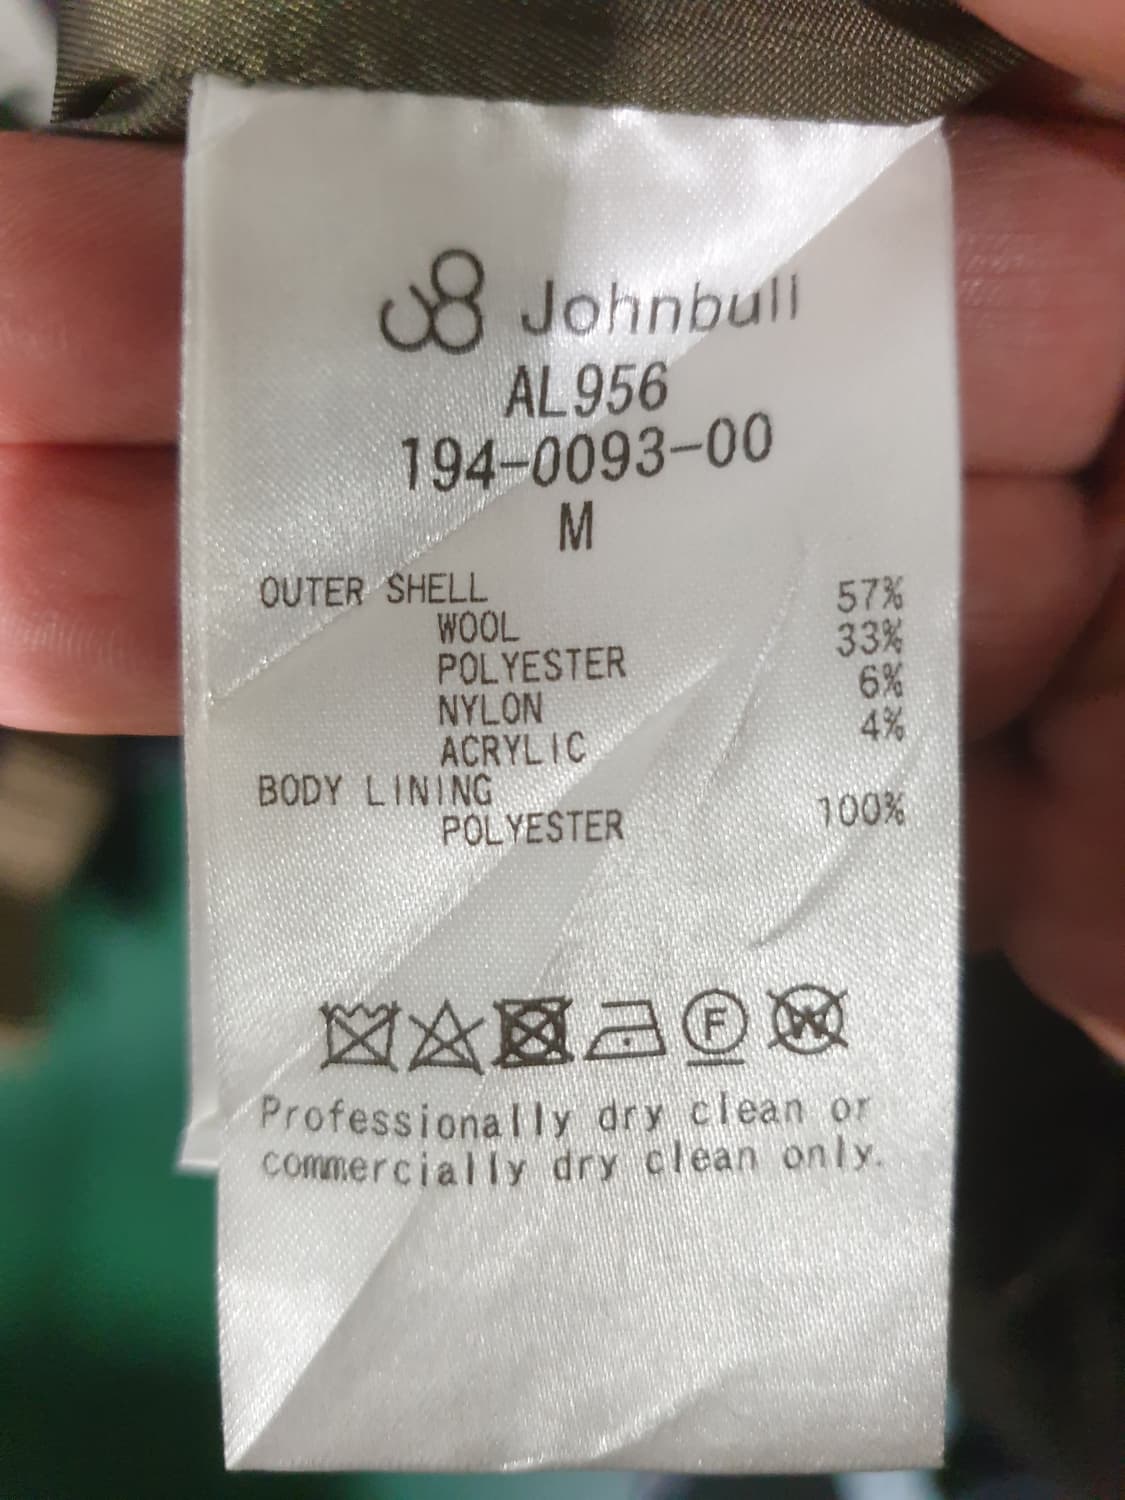 Johnbull
AL956
194-0093-00
M
OUTER SHELL 57%
WOOL 33%
POLYESTER 6%
NYLON 4%
ACRYLIC
BODY LINING
POLYESTER 100%
F W
Professionally dry clean or
commercially dry clean only.